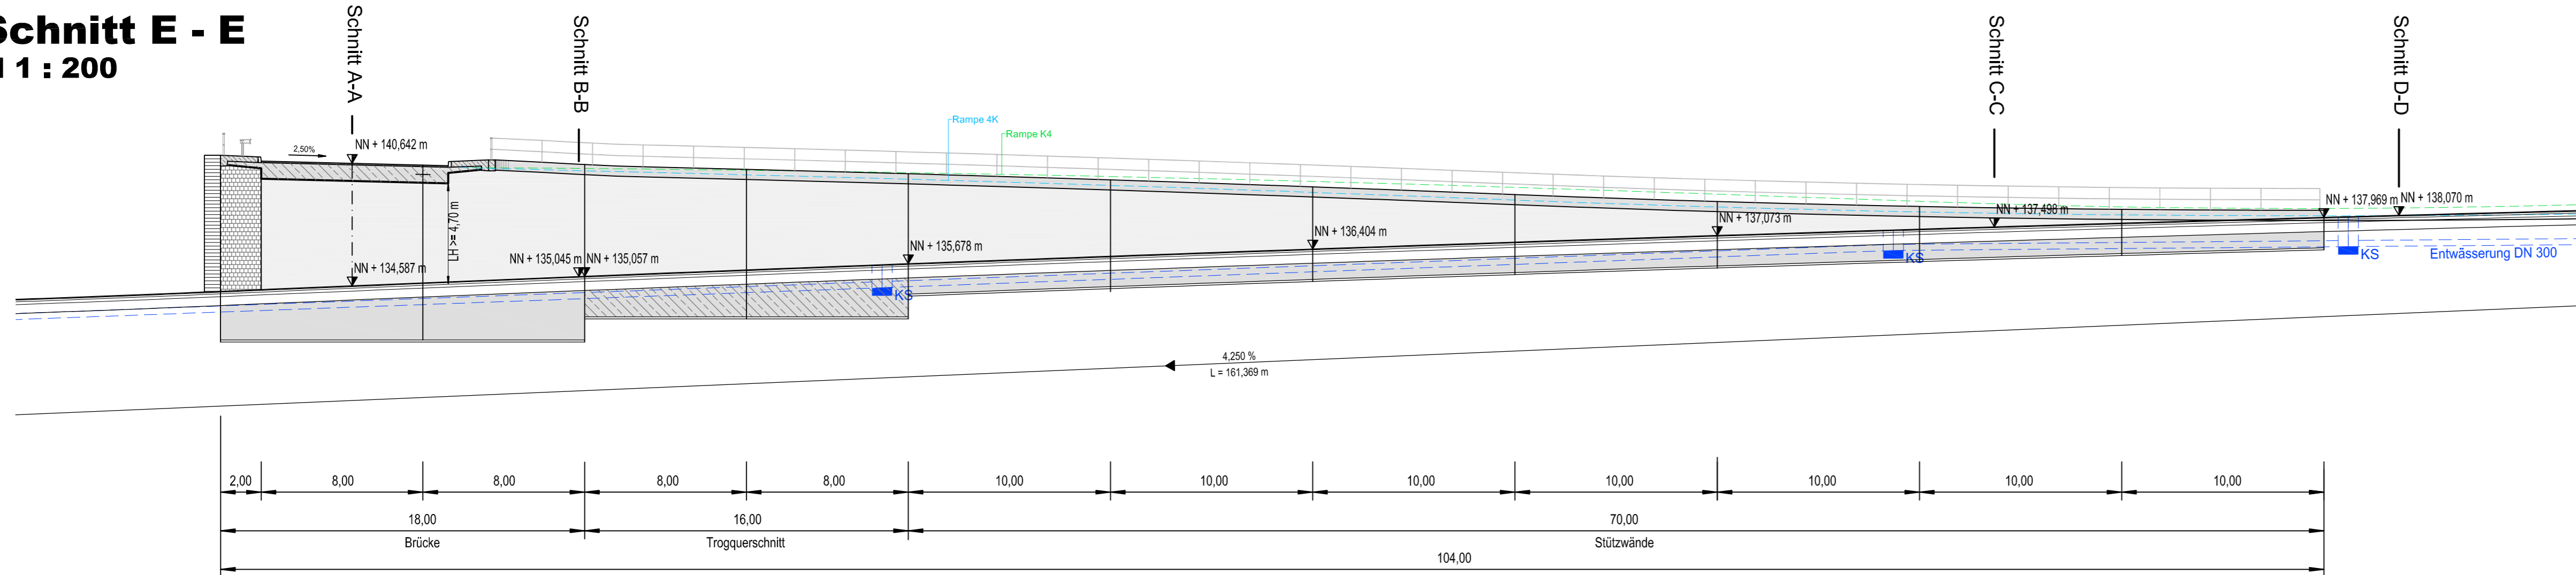 Schnitt E - E
1 : 200
Schnitt A-A
Schnitt B-B
Schnitt C-C
Schnitt D-D
Rampe 4K
Rampe K4
2,50%
NN + 140,642 m
LH >= 4,70 m
NN + 134,587 m
NN + 135,045 m
NN + 135,057 m
NN + 135,678 m
NN + 136,404 m
NN + 137,073 m
NN + 137,498 m
NN + 137,969 m
NN + 138,070 m
KS
KS
KS
Entwässerung DN 300
4,250 %
L = 161,369 m
2,00
8,00
8,00
8,00
8,00
10,00
10,00
10,00
10,00
10,00
10,00
10,00
18,00
16,00
70,00
Brücke
Trogquerschnitt
Stützwände
104,00